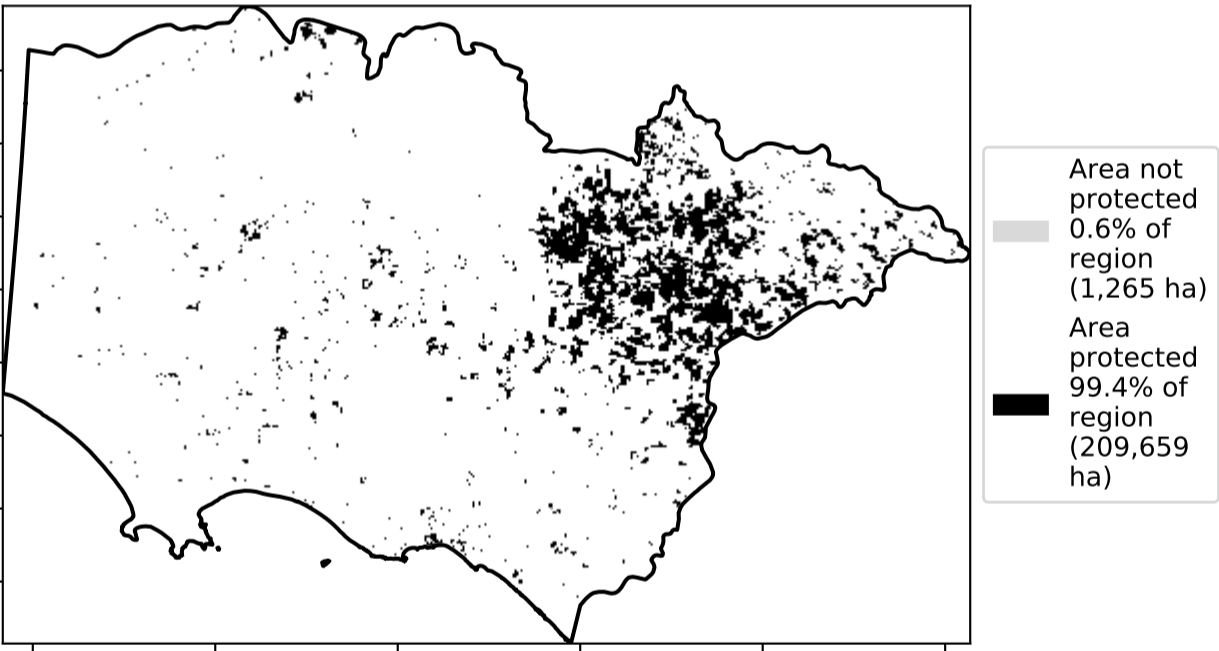 Area not
protected
0.6% of
region
(1,265 ha)
Area
protected
99.4% of
region
(209,659
ha)